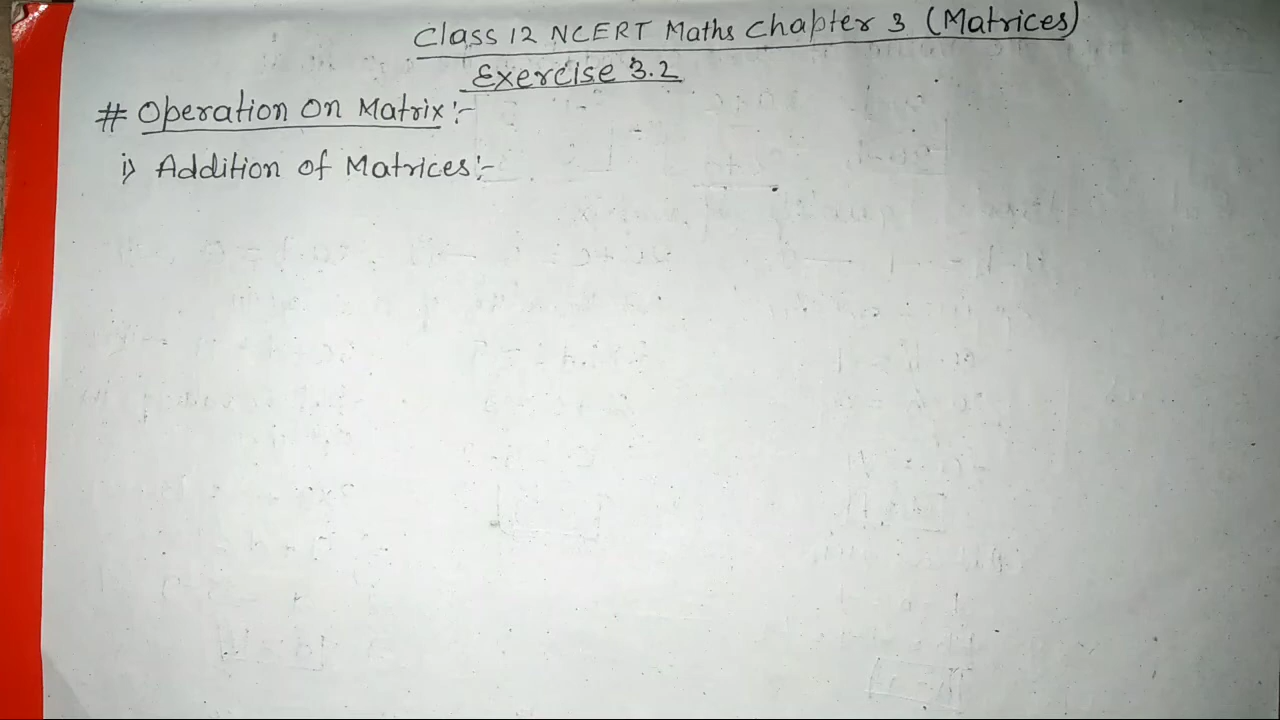 Class 12 NCERT Maths Chapter 3 (Matrices)
Exercise 3.2
# Operation on Matrix:-
i) Addition of Matrices:-